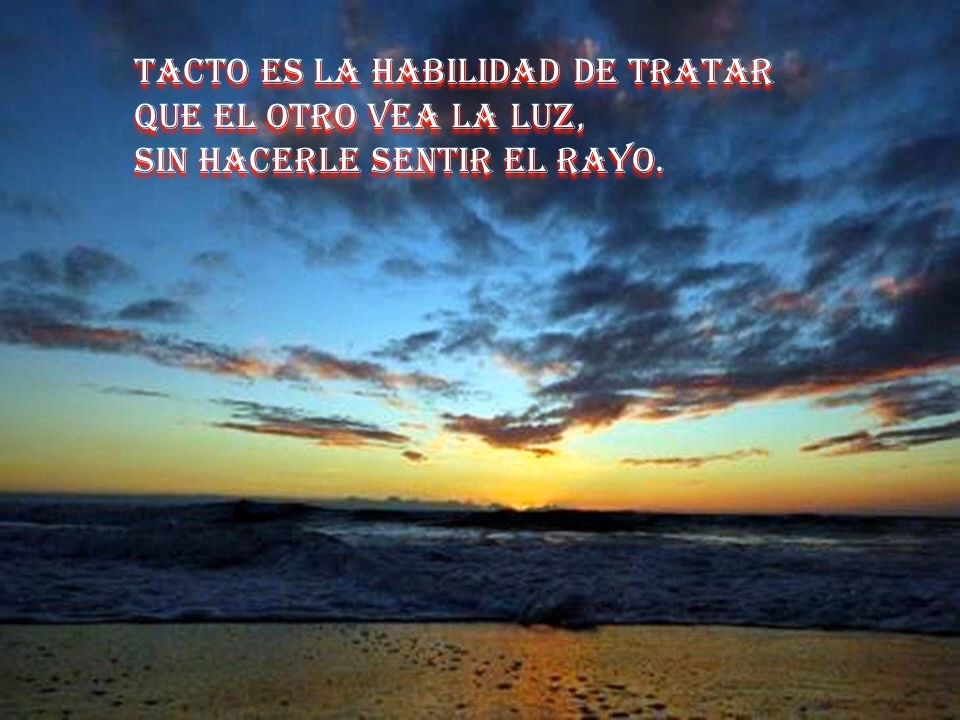 TACTO ES LA HABILIDAD DE TRATAR
QUE EL OTRO VEA LA LUZ,
SIN HACERLE SENTIR EL RAYO.